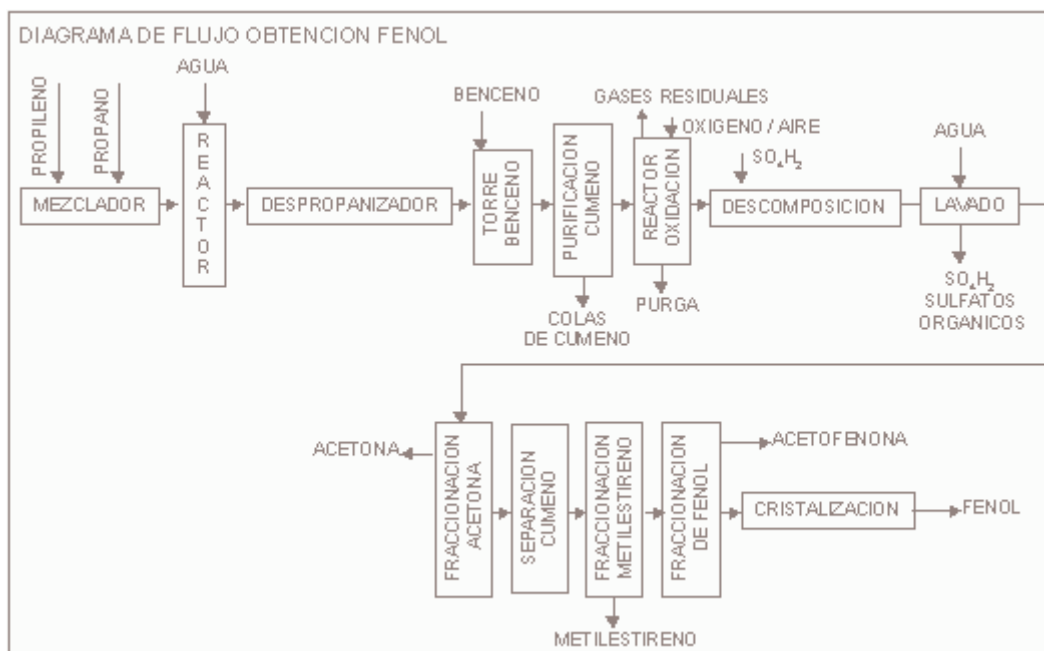 DIAGRAMA DE FLUJO OBTENCION FENOL
PROPILENO
PROPANO
AGUA
MEZCLADOR
REACTOR
DESPROPANIZADOR
BENCENO
TORRE
BENCENO
PURIFICACION
CUMENO
COLAS
DE CUMENO
GASES RESIDUALES
OXIGENO / AIRE
REACTOR
OXIDACION
PURGA
SO₄H₂
DESCOMPOSICION
AGUA
LAVADO
SO₄H₂
SULFATOS
ORGANICOS
ACETONA
FRACCIONACION
ACETONA
SEPARACION
CUMENO
FRACCIONACION
METILESTIRENO
METILESTIRENO
FRACCIONACION
DE FENOL
ACETOFENONA
CRISTALIZACION
FENOL